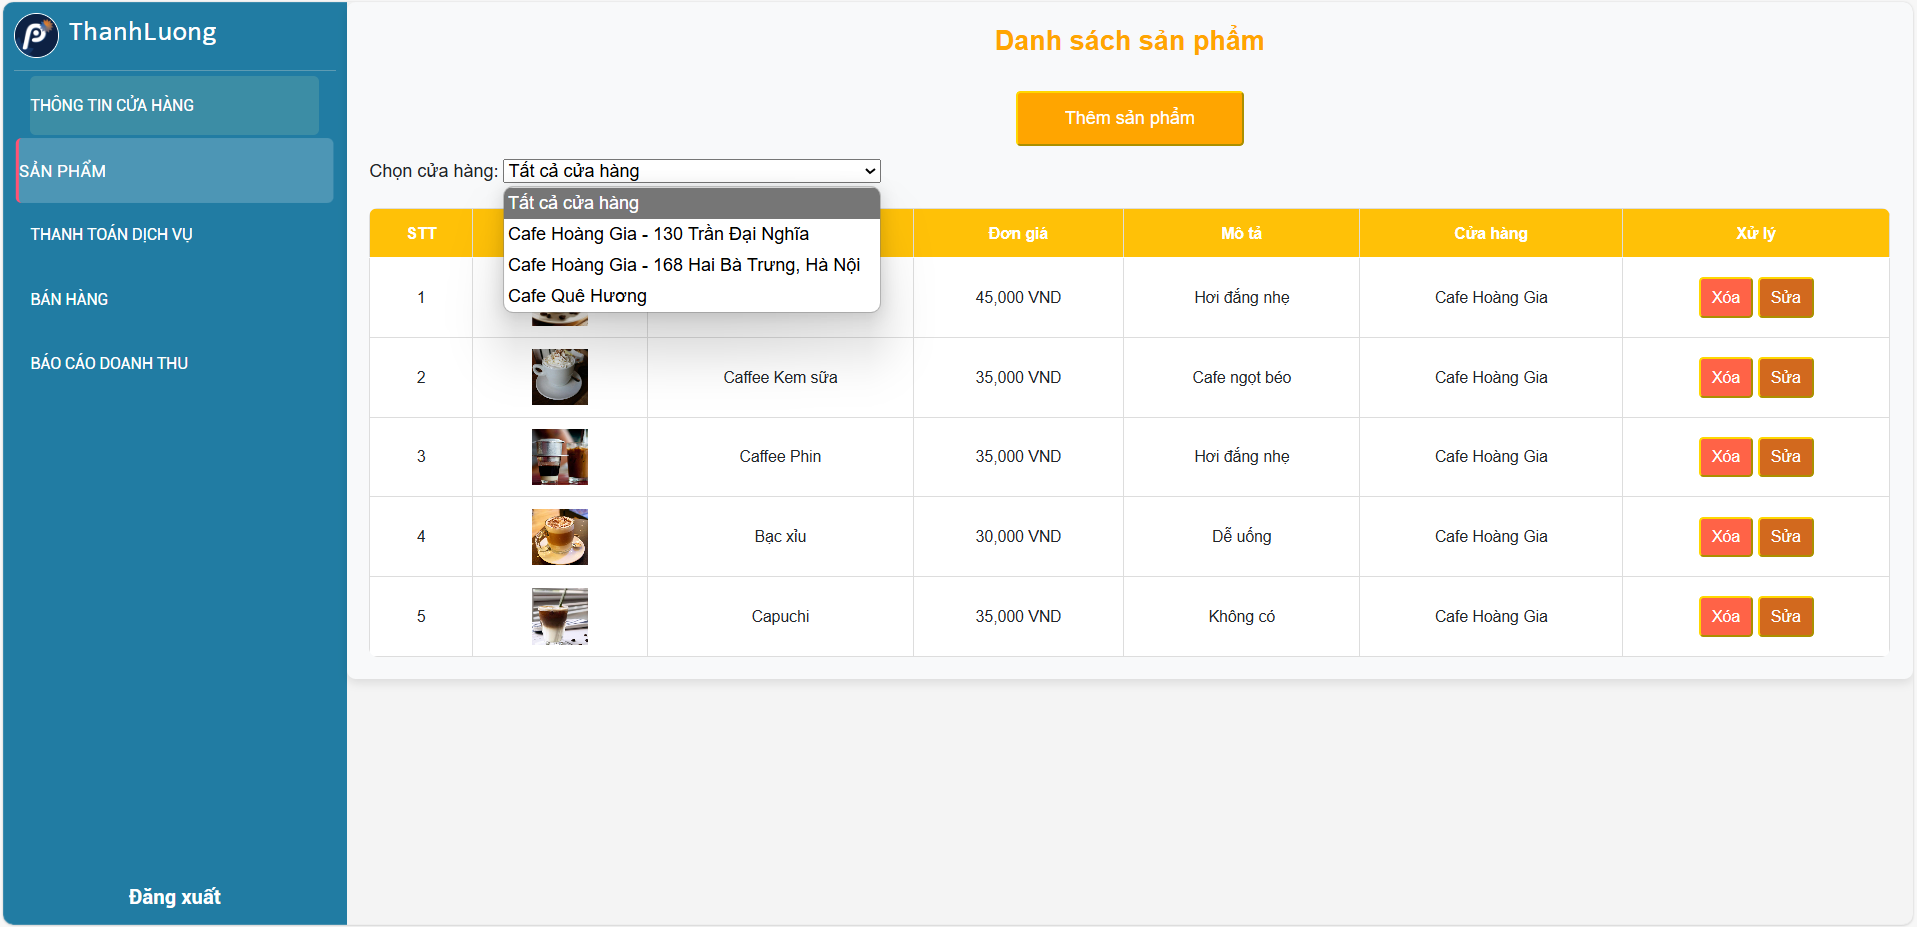 ThanhLuong
THÔNG TIN CỬA HÀNG
SẢN PHẨM
THANH TOÁN DỊCH VỤ
BÁN HÀNG
BÁO CÁO DOANH THU
Đăng xuất
Danh sách sản phẩm
Thêm sản phẩm
Chọn cửa hàng: Tất cả cửa hàng
Tất cả cửa hàng
Cafe Hoàng Gia - 130 Trần Đại Nghĩa
Cafe Hoàng Gia - 168 Hai Bà Trưng, Hà Nội
Cafe Quê Hương
STT Đơn giá Mô tả Cửa hàng Xử lý
1 45,000 VND Hơi đắng nhẹ Cafe Hoàng Gia Xóa Sửa
2 Caffee Kem sữa 35,000 VND Cafe ngọt béo Cafe Hoàng Gia Xóa Sửa
3 Caffee Phin 35,000 VND Hơi đắng nhẹ Cafe Hoàng Gia Xóa Sửa
4 Bạc xỉu 30,000 VND Dễ uống Cafe Hoàng Gia Xóa Sửa
5 Capuchi 35,000 VND Không có Cafe Hoàng Gia Xóa Sửa